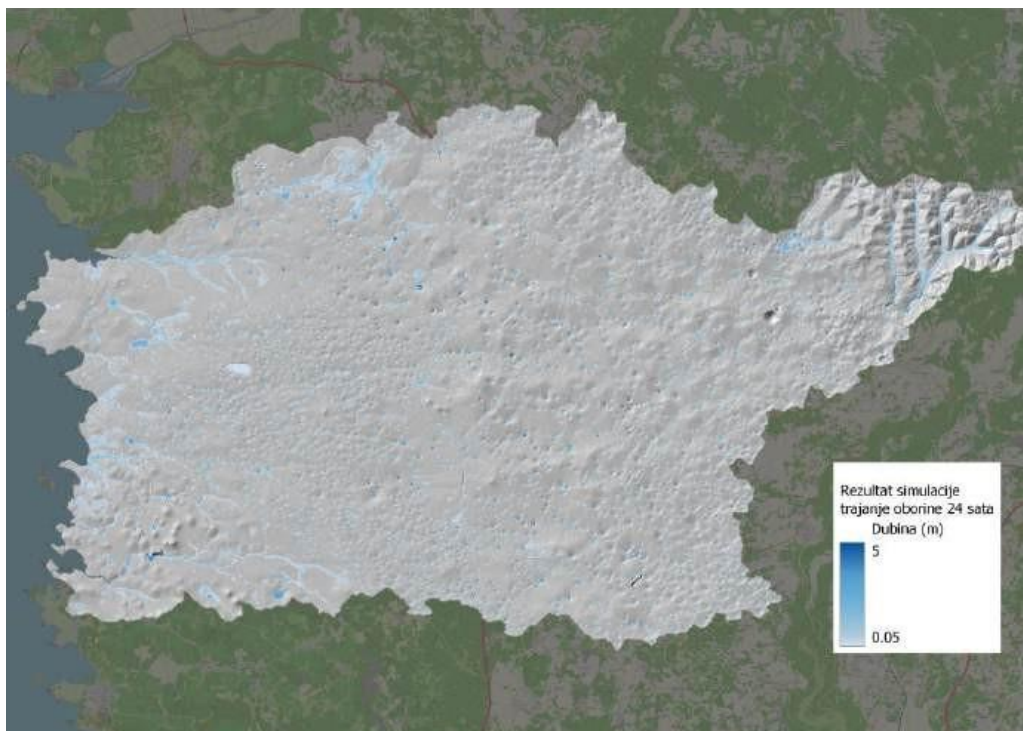 Rezultat simulacije
trajanje oborine 24 sata
Dubina (m)
5
0.05